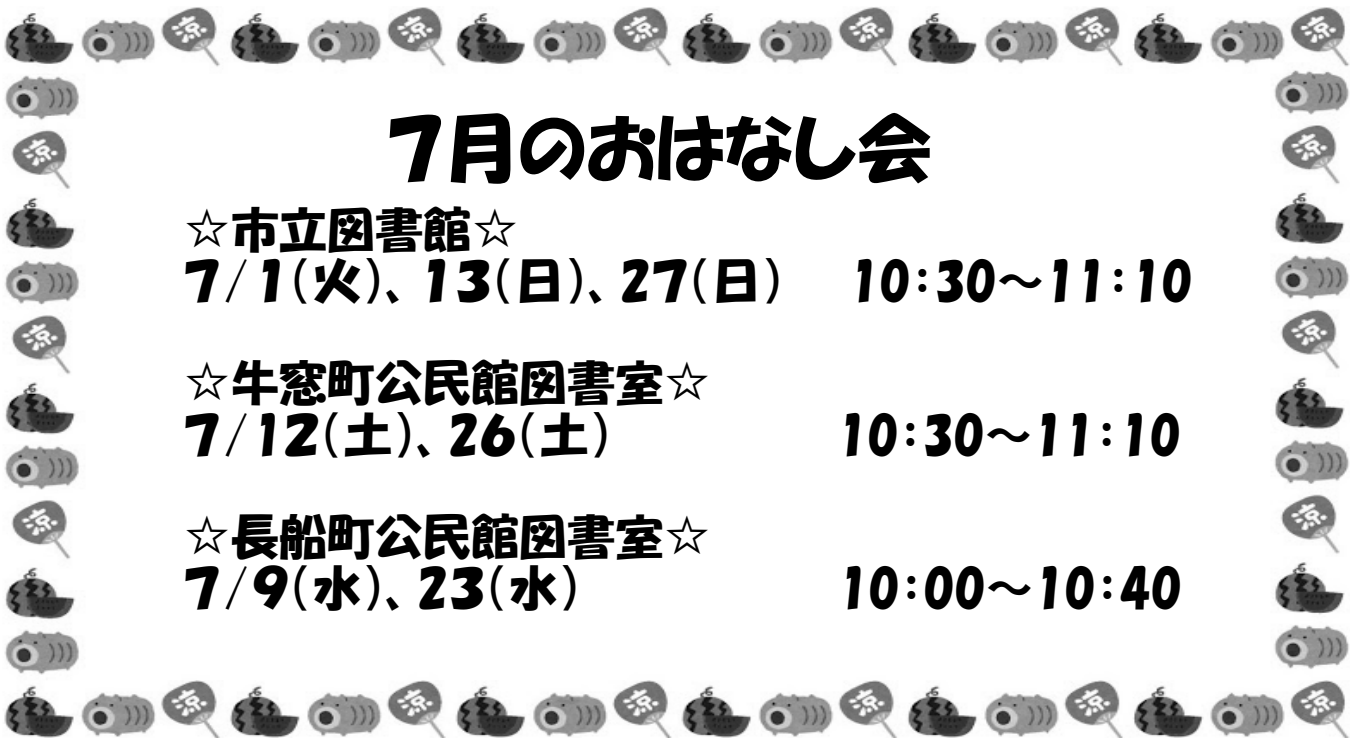 7月のおはなし会
☆市立図書館☆
7/1(火)、13(日)、27(日) 10:30～11:10
☆牛窓町公民館図書室☆
7/12(土)、26(土) 10:30～11:10
☆長船町公民館図書室☆
7/9(水)、23(水) 10:00～10:40
涼